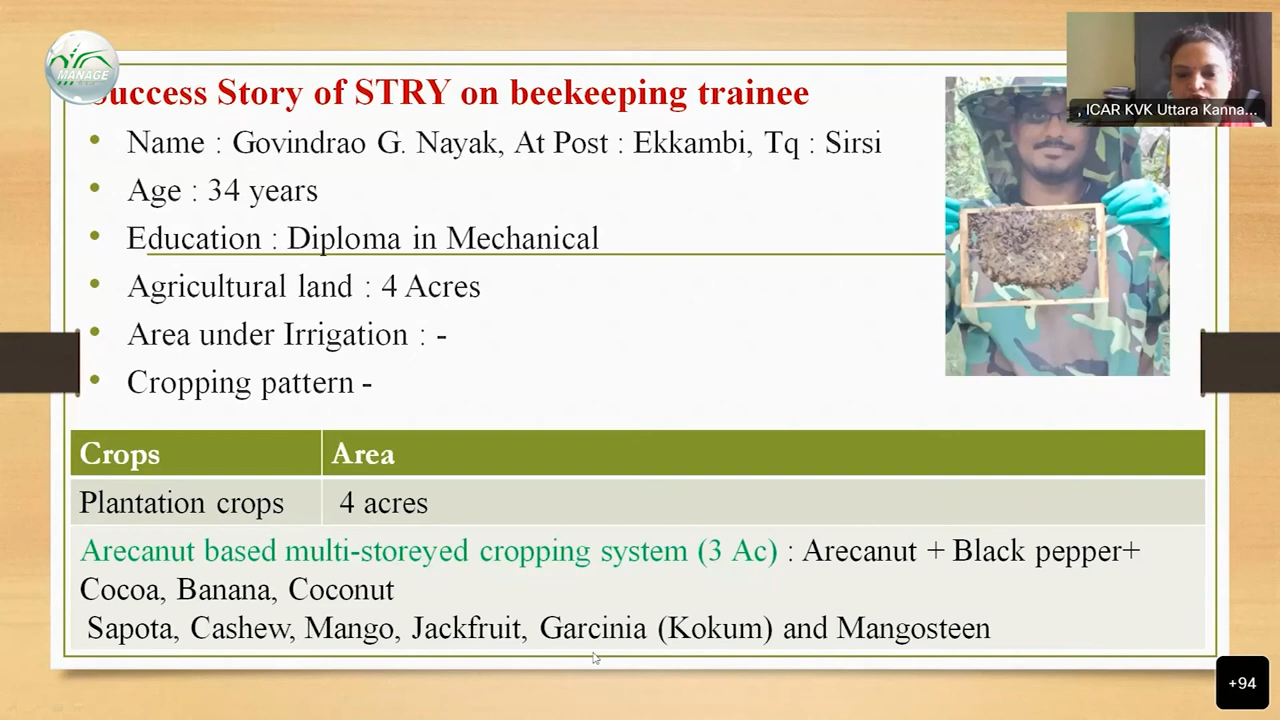 MANAGE
Success Story of STRY on beekeeping trainee
, ICAR KVK Uttara Kanna...
• Name : Govindrao G. Nayak, At Post : Ekkambi, Tq : Sirsi
• Age : 34 years
• Education : Diploma in Mechanical
• Agricultural land : 4 Acres
• Area under Irrigation : -
• Cropping pattern -
Crops Area
Plantation crops 4 acres
Arecanut based multi-storeyed cropping system (3 Ac) : Arecanut + Black pepper+
Cocoa, Banana, Coconut
Sapota, Cashew, Mango, Jackfruit, Garcinia (Kokum) and Mangosteen
+94